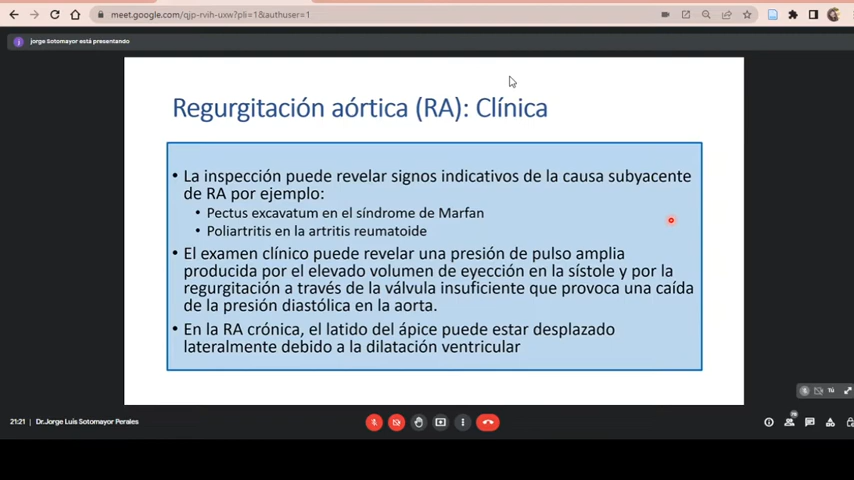 meet.google.com/qjp-rvih-uxw?pli=1&authuser=1
j
jorge Sotomayor está presentando
Regurgitación aórtica (RA): Clínica
• La inspección puede revelar signos indicativos de la causa subyacente
de RA por ejemplo:
• Pectus excavatum en el síndrome de Marfan
• Poliartritis en la artritis reumatoide
• El examen clínico puede revelar una presión de pulso amplia
producida por el elevado volumen de eyección en la sístole y por la
regurgitación a través de la válvula insuficiente que provoca una caída
de la presión diastólica en la aorta.
• En la RA crónica, el latido del ápice puede estar desplazado
lateralmente debido a la dilatación ventricular
Tú
21:21 | Dr.Jorge Luis Sotomayor Perales